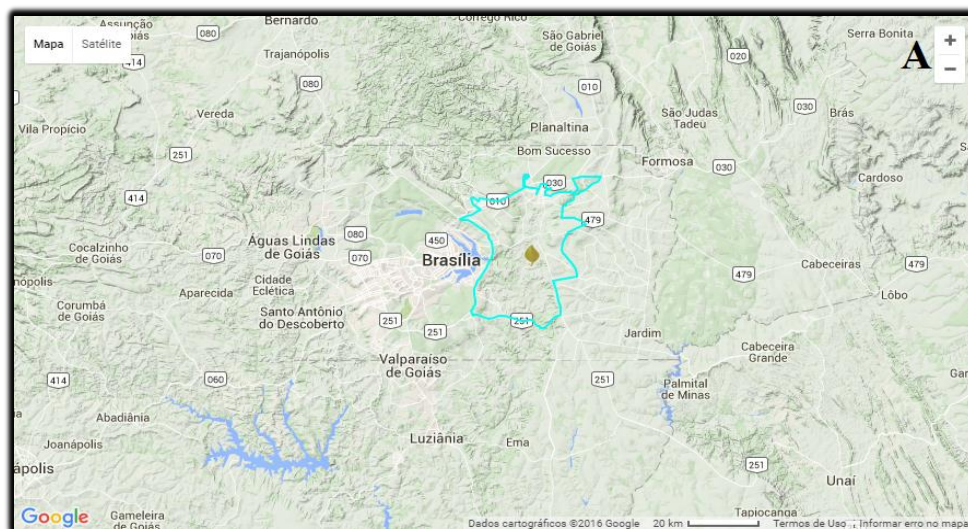 Assunção
de Goiás
Bernardo
Córrego Rico
080
São Gabriel
de Goiás
Serra Bonita
Mapa
Satélite
A
+
−
414
Trajanópolis
020
080
010
030
Vereda
São Judas
Tadeu
Brás
Vila Propício
Planaltina
251
Bom Sucesso
Formosa
030
Cardoso
030
414
010
479
Águas Lindas
de Goiás
080
450
Cocalzinho
de Goiás
070
070
Brasília
Cabeceiras
479
479
Cidade
Eclética
Aparecida
Lôbo
Corumbá
de Goiás
Santo Antônio
do Descoberto
251
251
251
Jardim
Cabeceira
Grande
Valparaíso
de Goiás
414
060
251
Palmital
de Minas
Abadiânia
Joanápolis
Luziânia
Ema
251
Unaí
Gameleira
de Goiás
Tapiocanga
Google
Dados cartográficos ©2016 Google
20 km
Termos de Uso
Informar erro no mapa